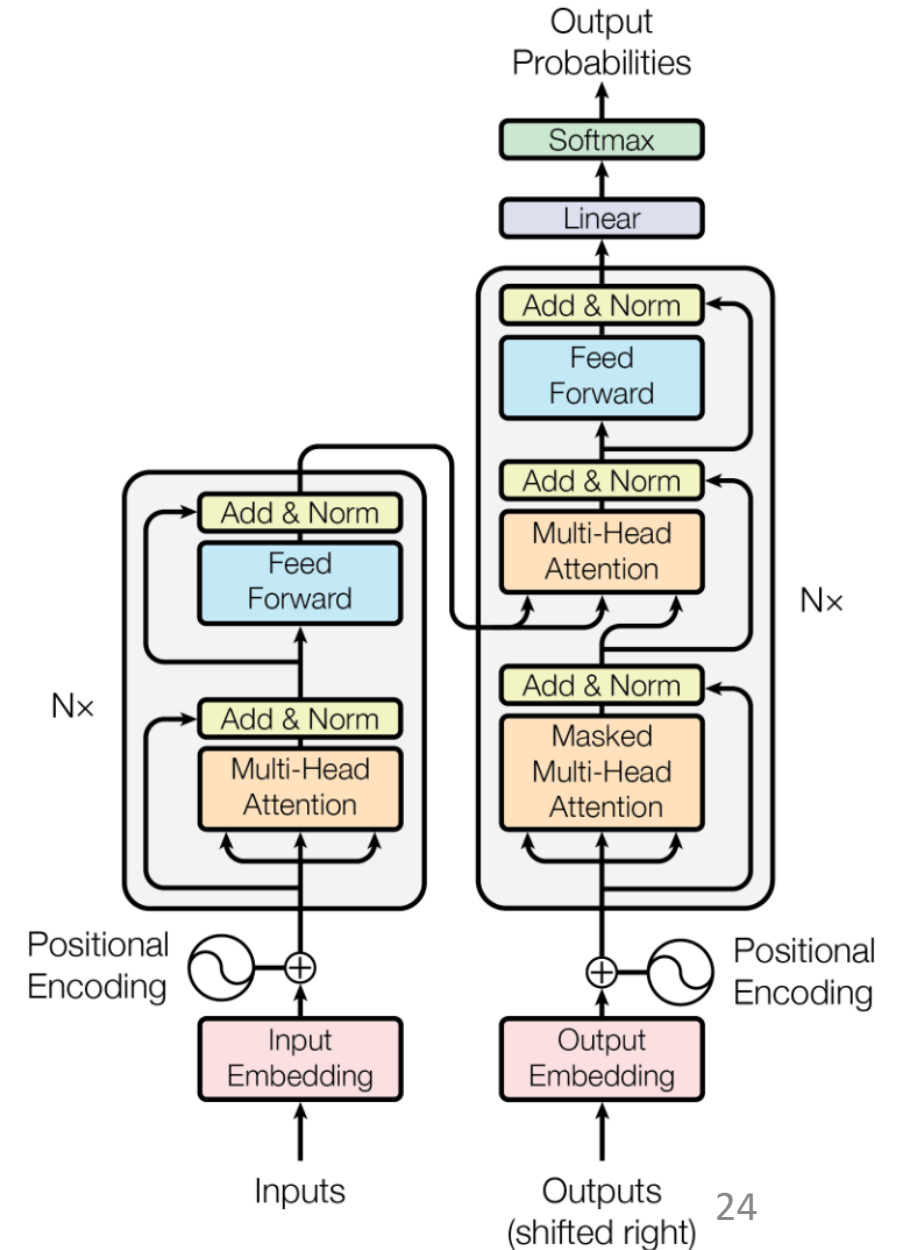 Output
Probabilities
Softmax
Linear
Add & Norm
Feed
Forward
Add & Norm
Multi-Head
Attention
Add & Norm
Masked
Multi-Head
Attention
N×
Add & Norm
Feed
Forward
Add & Norm
Multi-Head
Attention
N×
Positional
Encoding
Positional
Encoding
Input
Embedding
Output
Embedding
Inputs
Outputs
(shifted right)
24